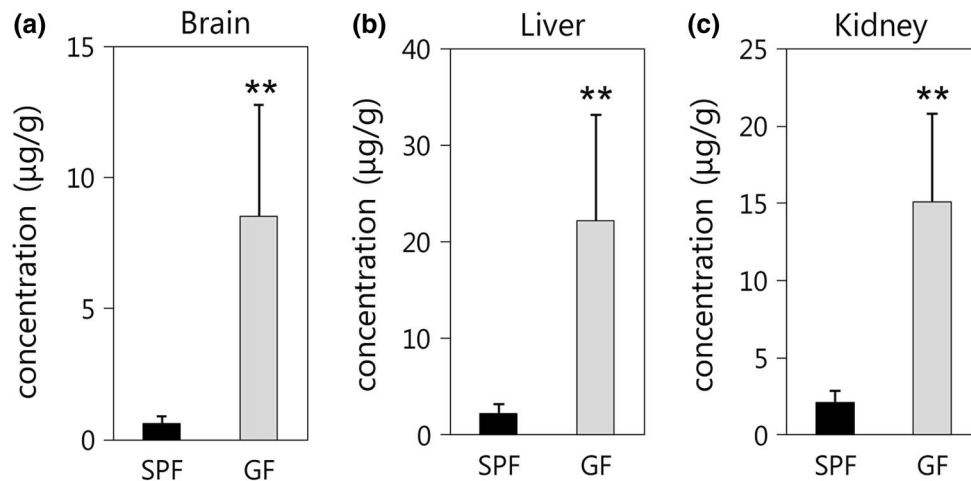 (a) Brain
concentration (µg/g)
15
10
5
0
**
SPF GF
(b) Liver
concentration (µg/g)
40
30
20
10
0
**
SPF GF
(c) Kidney
concentration (µg/g)
25
20
15
10
5
0
**
SPF GF